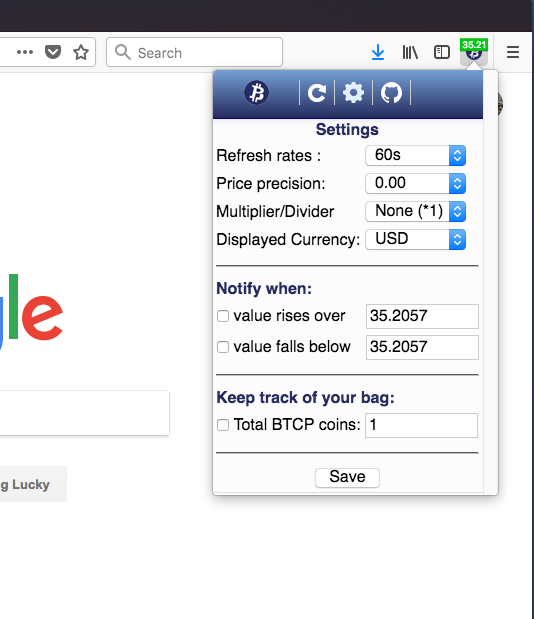 Search
35.21
Settings
Refresh rates : 60s
Price precision: 0.00
Multiplier/Divider None (*1)
Displayed Currency: USD
Notify when:
value rises over 35.2057
value falls below 35.2057
Keep track of your bag:
Total BTCP coins: 1
Save
gle
g Lucky